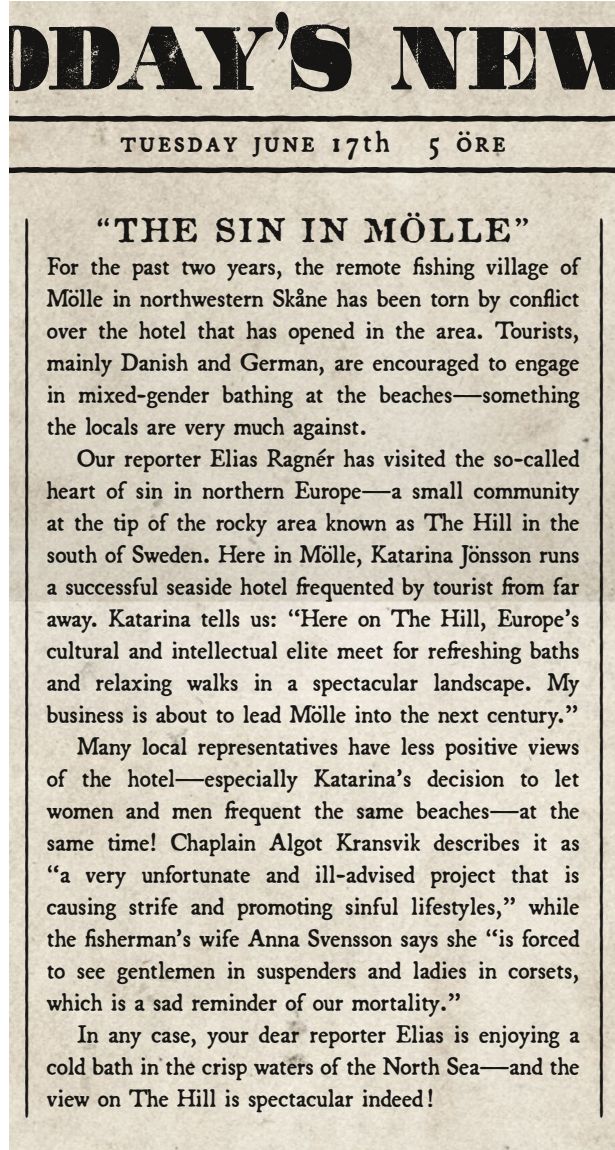 ODAY'S NEW
TUESDAY JUNE 17th 5 ÖRE
"THE SIN IN MÖLLE"
For the past two years, the remote fishing village of
Mölle in northwestern Skåne has been torn by conflict
over the hotel that has opened in the area. Tourists,
mainly Danish and German, are encouraged to engage
in mixed-gender bathing at the beaches—something
the locals are very much against.
Our reporter Elias Ragnér has visited the so-called
heart of sin in northern Europe—a small community
at the tip of the rocky area known as The Hill in the
south of Sweden. Here in Mölle, Katarina Jönsson runs
a successful seaside hotel frequented by tourist from far
away. Katarina tells us: "Here on The Hill, Europe's
cultural and intellectual elite meet for refreshing baths
and relaxing walks in a spectacular landscape. My
business is about to lead Mölle into the next century."
Many local representatives have less positive views
of the hotel—especially Katarina's decision to let
women and men frequent the same beaches—at the
same time! Chaplain Algot Kransvik describes it as
"a very unfortunate and ill-advised project that is
causing strife and promoting sinful lifestyles," while
the fisherman's wife Anna Svensson says she "is forced
to see gentlemen in suspenders and ladies in corsets,
which is a sad reminder of our mortality."
In any case, your dear reporter Elias is enjoying a
cold bath in the crisp waters of the North Sea—and the
view on The Hill is spectacular indeed!